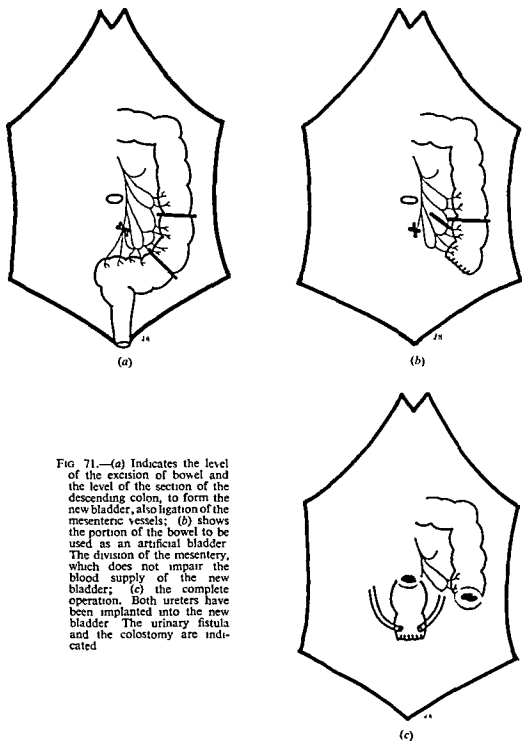 (a)
(b)
FIG 71.—(a) Indicates the level
of the excision of bowel and
the level of the section of the
descending colon, to form the
new bladder, also ligation of the
mesenteric vessels; (b) shows
the portion of the bowel to be
used as an artificial bladder
The division of the mesentery,
which does not impair the
blood supply of the new
bladder; (c) the complete
operation. Both ureters have
been implanted into the new
bladder The urinary fistula
and the colostomy are indi-
cated
(c)